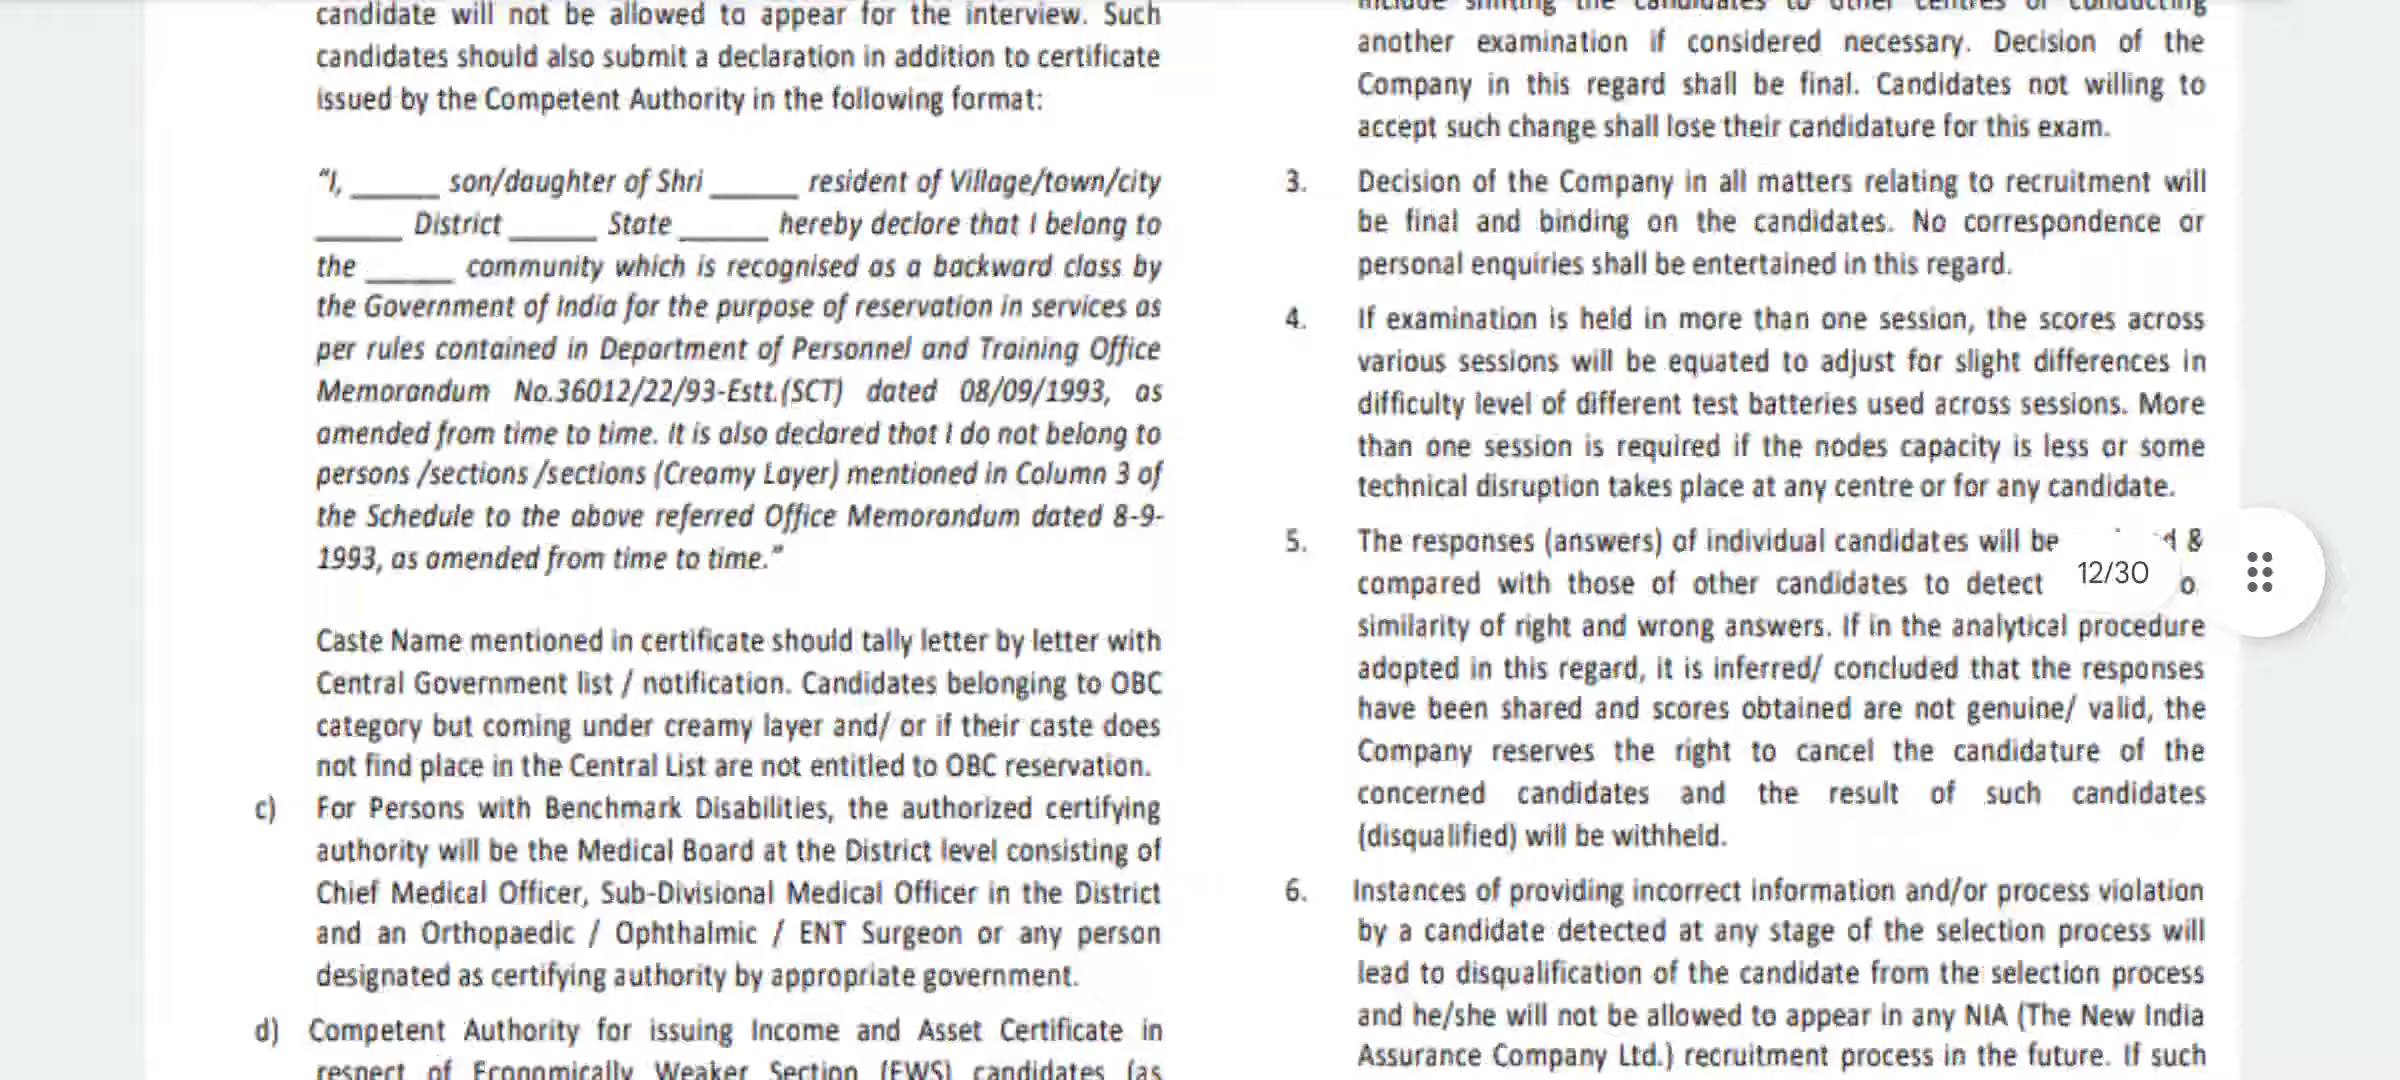 candidate will not be allowed to appear for the interview. Such
candidates should also submit a declaration in addition to certificate
issued by the Competent Authority in the following format:
"I, ______ son/daughter of Shri ______ resident of Village/town/city
______ District ______ State ______ hereby declare that I belong to
the ______ community which is recognised as a backward class by
the Government of India for the purpose of reservation in services as
per rules contained in Department of Personnel and Training Office
Memorandum No.36012/22/93-Estt.(SCT) dated 08/09/1993, as
amended from time to time. It is also declared that I do not belong to
persons /sections /sections (Creamy Layer) mentioned in Column 3 of
the Schedule to the above referred Office Memorandum dated 8-9-
1993, as amended from time to time."
Caste Name mentioned in certificate should tally letter by letter with
Central Government list / notification. Candidates belonging to OBC
category but coming under creamy layer and/ or if their caste does
not find place in the Central List are not entitled to OBC reservation.
c) For Persons with Benchmark Disabilities, the authorized certifying
authority will be the Medical Board at the District level consisting of
Chief Medical Officer, Sub-Divisional Medical Officer in the District
and an Orthopaedic / Ophthalmic / ENT Surgeon or any person
designated as certifying authority by appropriate government.
d) Competent Authority for issuing Income and Asset Certificate in
respect of Economically Weaker Section (EWS) candidates (as
include shifting the candidates to other centres or conducting
another examination if considered necessary. Decision of the
Company in this regard shall be final. Candidates not willing to
accept such change shall lose their candidature for this exam.
3. Decision of the Company in all matters relating to recruitment will
be final and binding on the candidates. No correspondence or
personal enquiries shall be entertained in this regard.
4. If examination is held in more than one session, the scores across
various sessions will be equated to adjust for slight differences in
difficulty level of different test batteries used across sessions. More
than one session is required if the nodes capacity is less or some
technical disruption takes place at any centre or for any candidate.
5. The responses (answers) of individual candidates will be &
compared with those of other candidates to detect
similarity of right and wrong answers. If in the analytical procedure
adopted in this regard, it is inferred/ concluded that the responses
have been shared and scores obtained are not genuine/ valid, the
Company reserves the right to cancel the candidature of the
concerned candidates and the result of such candidates
(disqualified) will be withheld.
6. Instances of providing incorrect information and/or process violation
by a candidate detected at any stage of the selection process will
lead to disqualification of the candidate from the selection process
and he/she will not be allowed to appear in any NIA (The New India
Assurance Company Ltd.) recruitment process in the future. If such
12/30